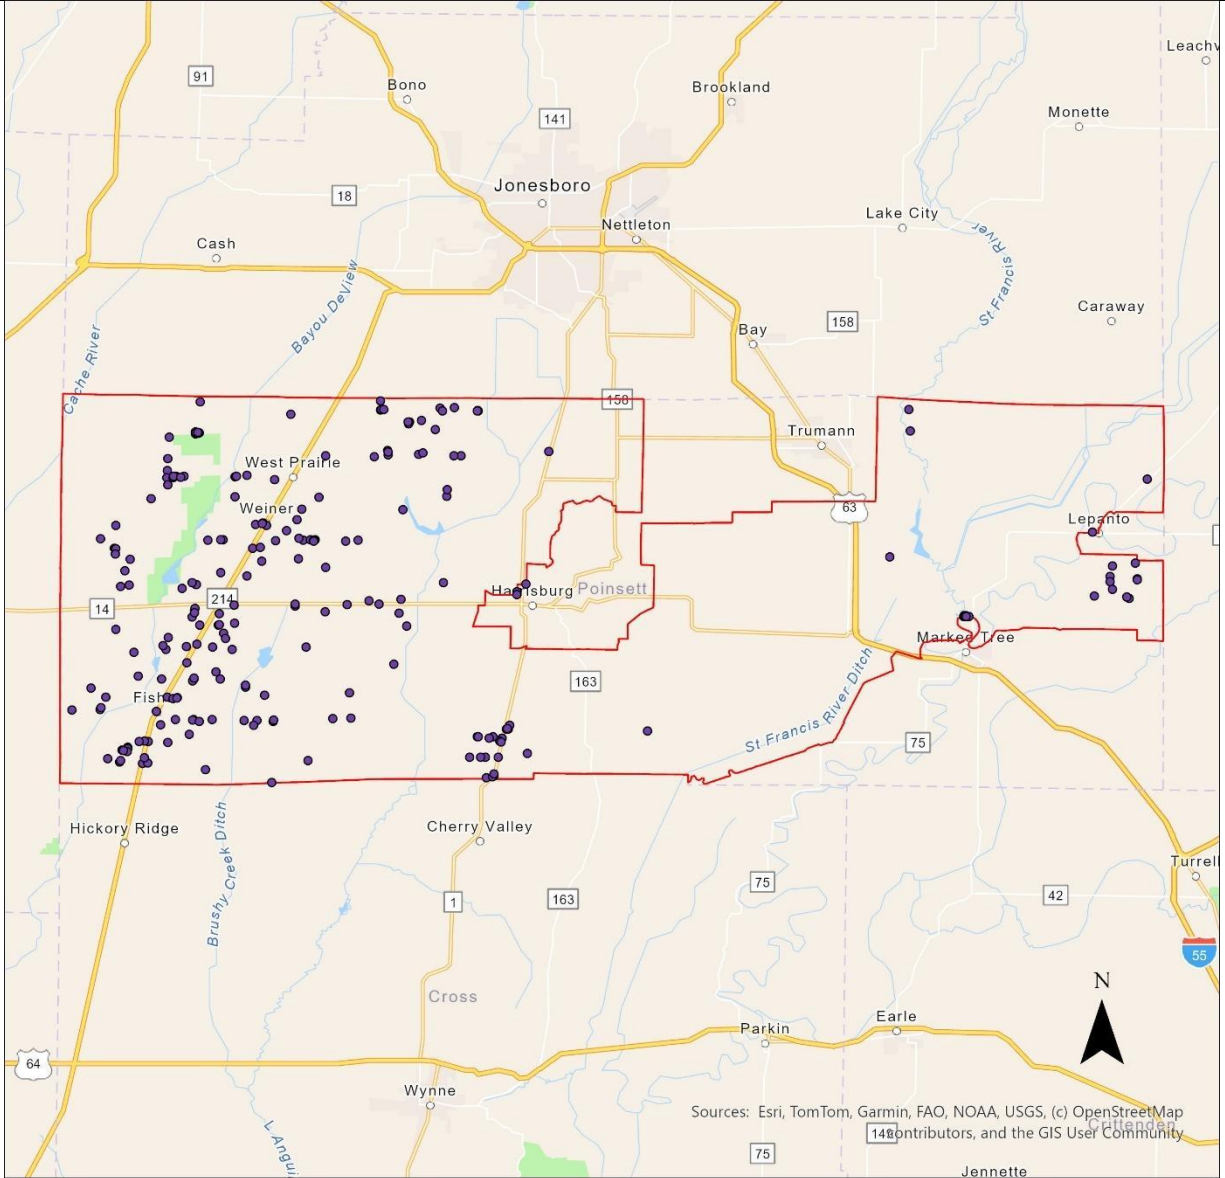 Leachv
91
Bono
Brookland
141
Monette
Jonesboro
18
Lake City
Nettleton
St Francis River
Cash
Bayou DeView
Caraway
158
Bay
Cache River
158
Trumann
West Prairie
Weiner
63
Lepanto
Harrisburg
Poinsett
214
14
Marked Tree
163
Fish
St Francis River Ditch
75
Hickory Ridge
Cherry Valley
Turrell
75
42
1
163
Brushy Creek Ditch
55
N
Cross
Earle
Parkin
64
Wynne
Sources: Esri, TomTom, Garmin, FAO, NOAA, USGS, (c) OpenStreetMap
contributors, and the GIS User Community
Crittenden
L Angui
75
Jennette